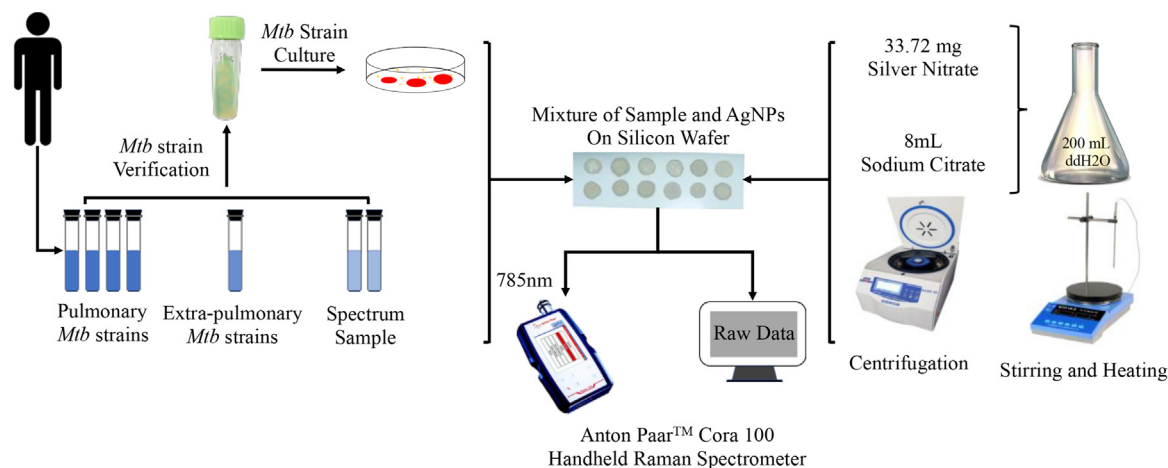 Mtb Strain
Culture
Mtb strain
Verification
Pulmonary
Mtb strains
Extra-pulmonary
Mtb strains
Spectrum
Sample
Mixture of Sample and AgNPs
On Silicon Wafer
785nm
Raw Data
Anton Paar™ Cora 100
Handheld Raman Spectrometer
33.72 mg
Silver Nitrate
8mL
Sodium Citrate
200 mL
ddH2O
Centrifugation
Stirring and Heating